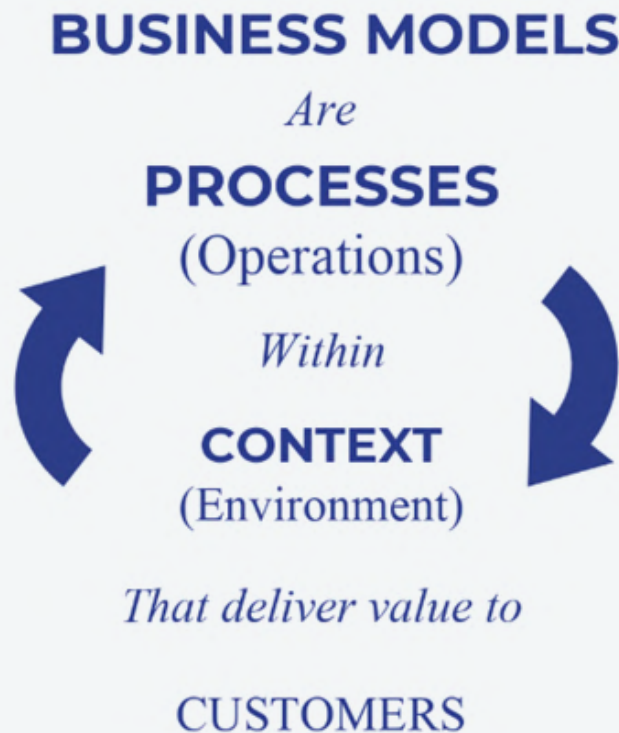 BUSINESS MODELS
Are
PROCESSES
(Operations)
Within
CONTEXT
(Environment)
That deliver value to
CUSTOMERS